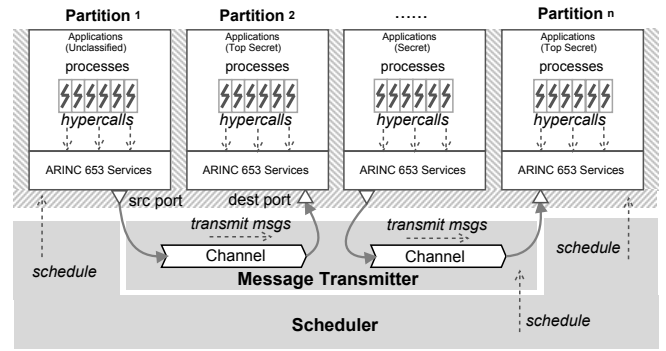 Partition 1 Partition 2 ...... Partition n
Applications Applications Applications Applications
(Unclassified) (Top Secret) (Secret) (Top Secret)
processes processes processes processes
hypercalls hypercalls hypercalls hypercalls
ARINC 653 Services ARINC 653 Services ARINC 653 Services ARINC 653 Services
src port dest port
transmit msgs transmit msgs
Channel Channel
schedule schedule
Message Transmitter
schedule
Scheduler